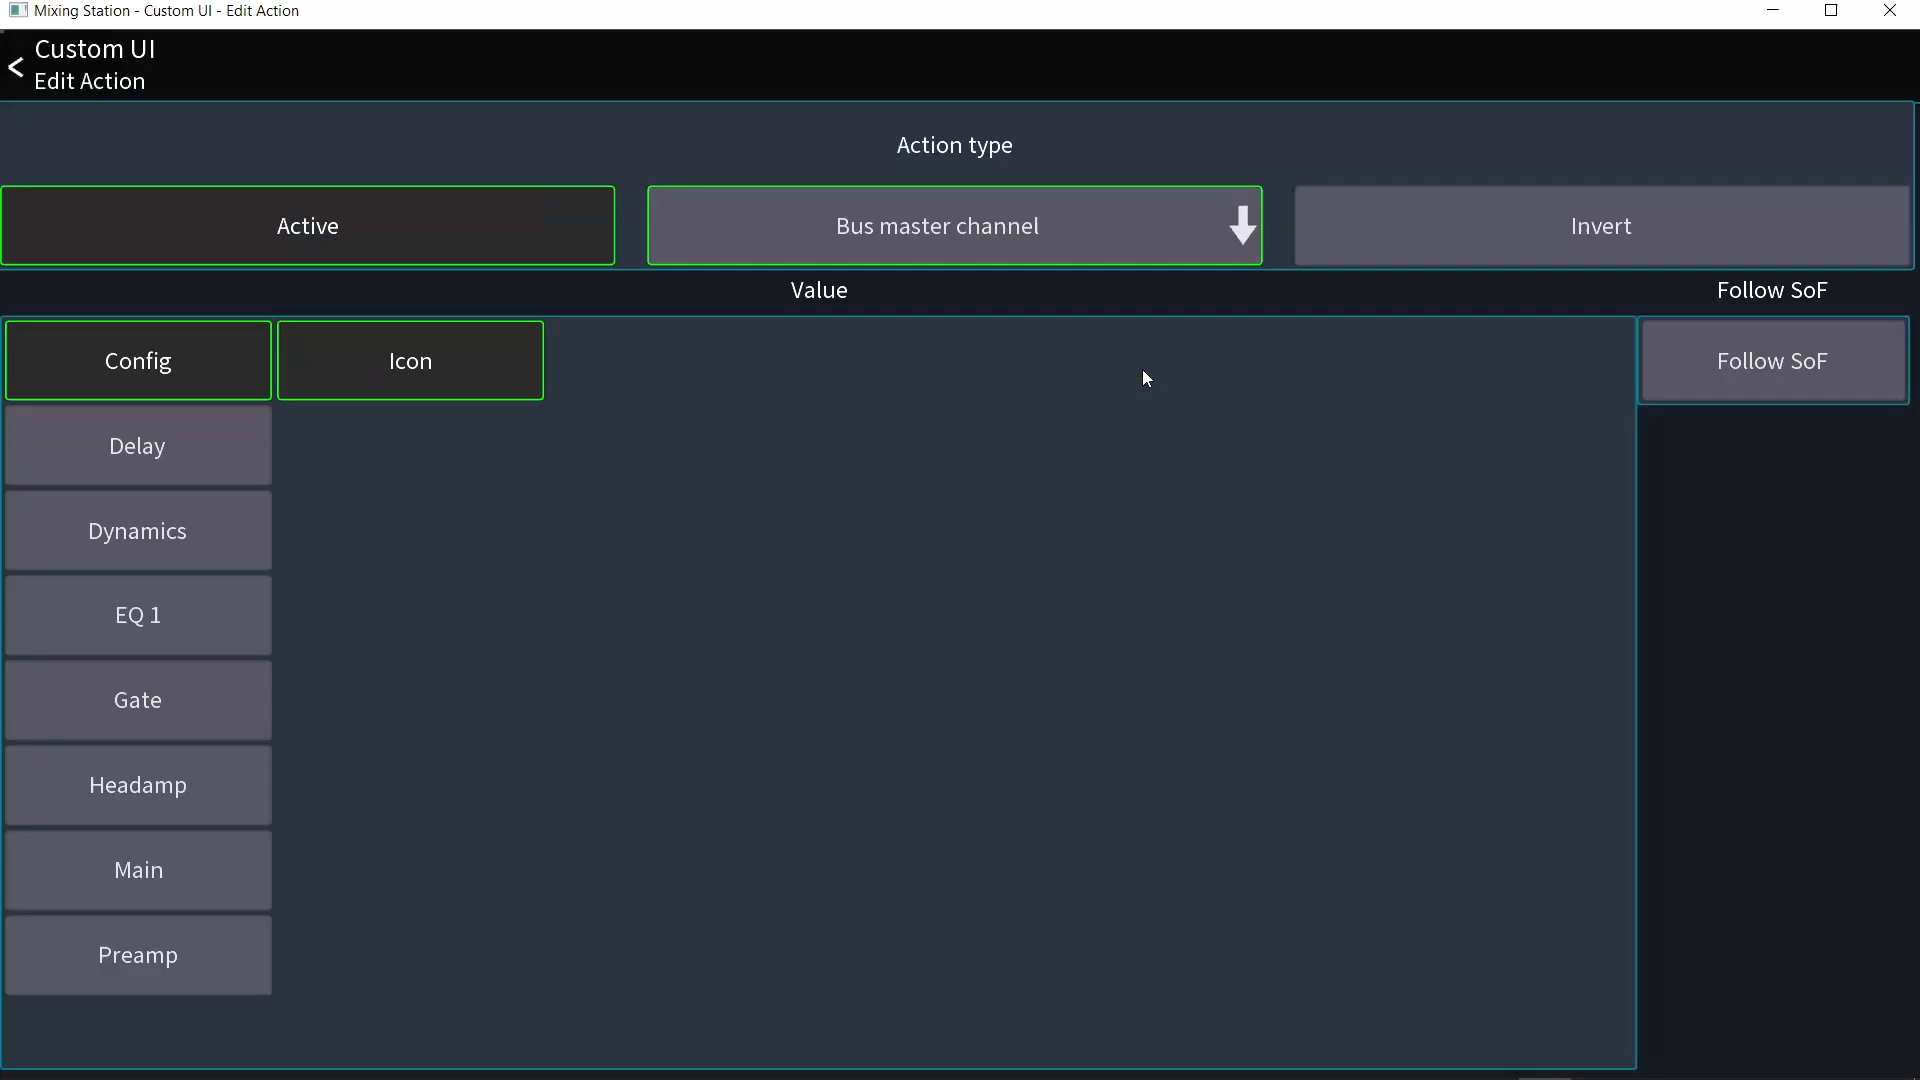 Mixing Station - Custom UI - Edit Action
Custom UI
Edit Action
Action type
Active
Bus master channel
Invert
Value
Follow SoF
Config
Icon
Follow SoF
Delay
Dynamics
EQ 1
Gate
Headamp
Main
Preamp